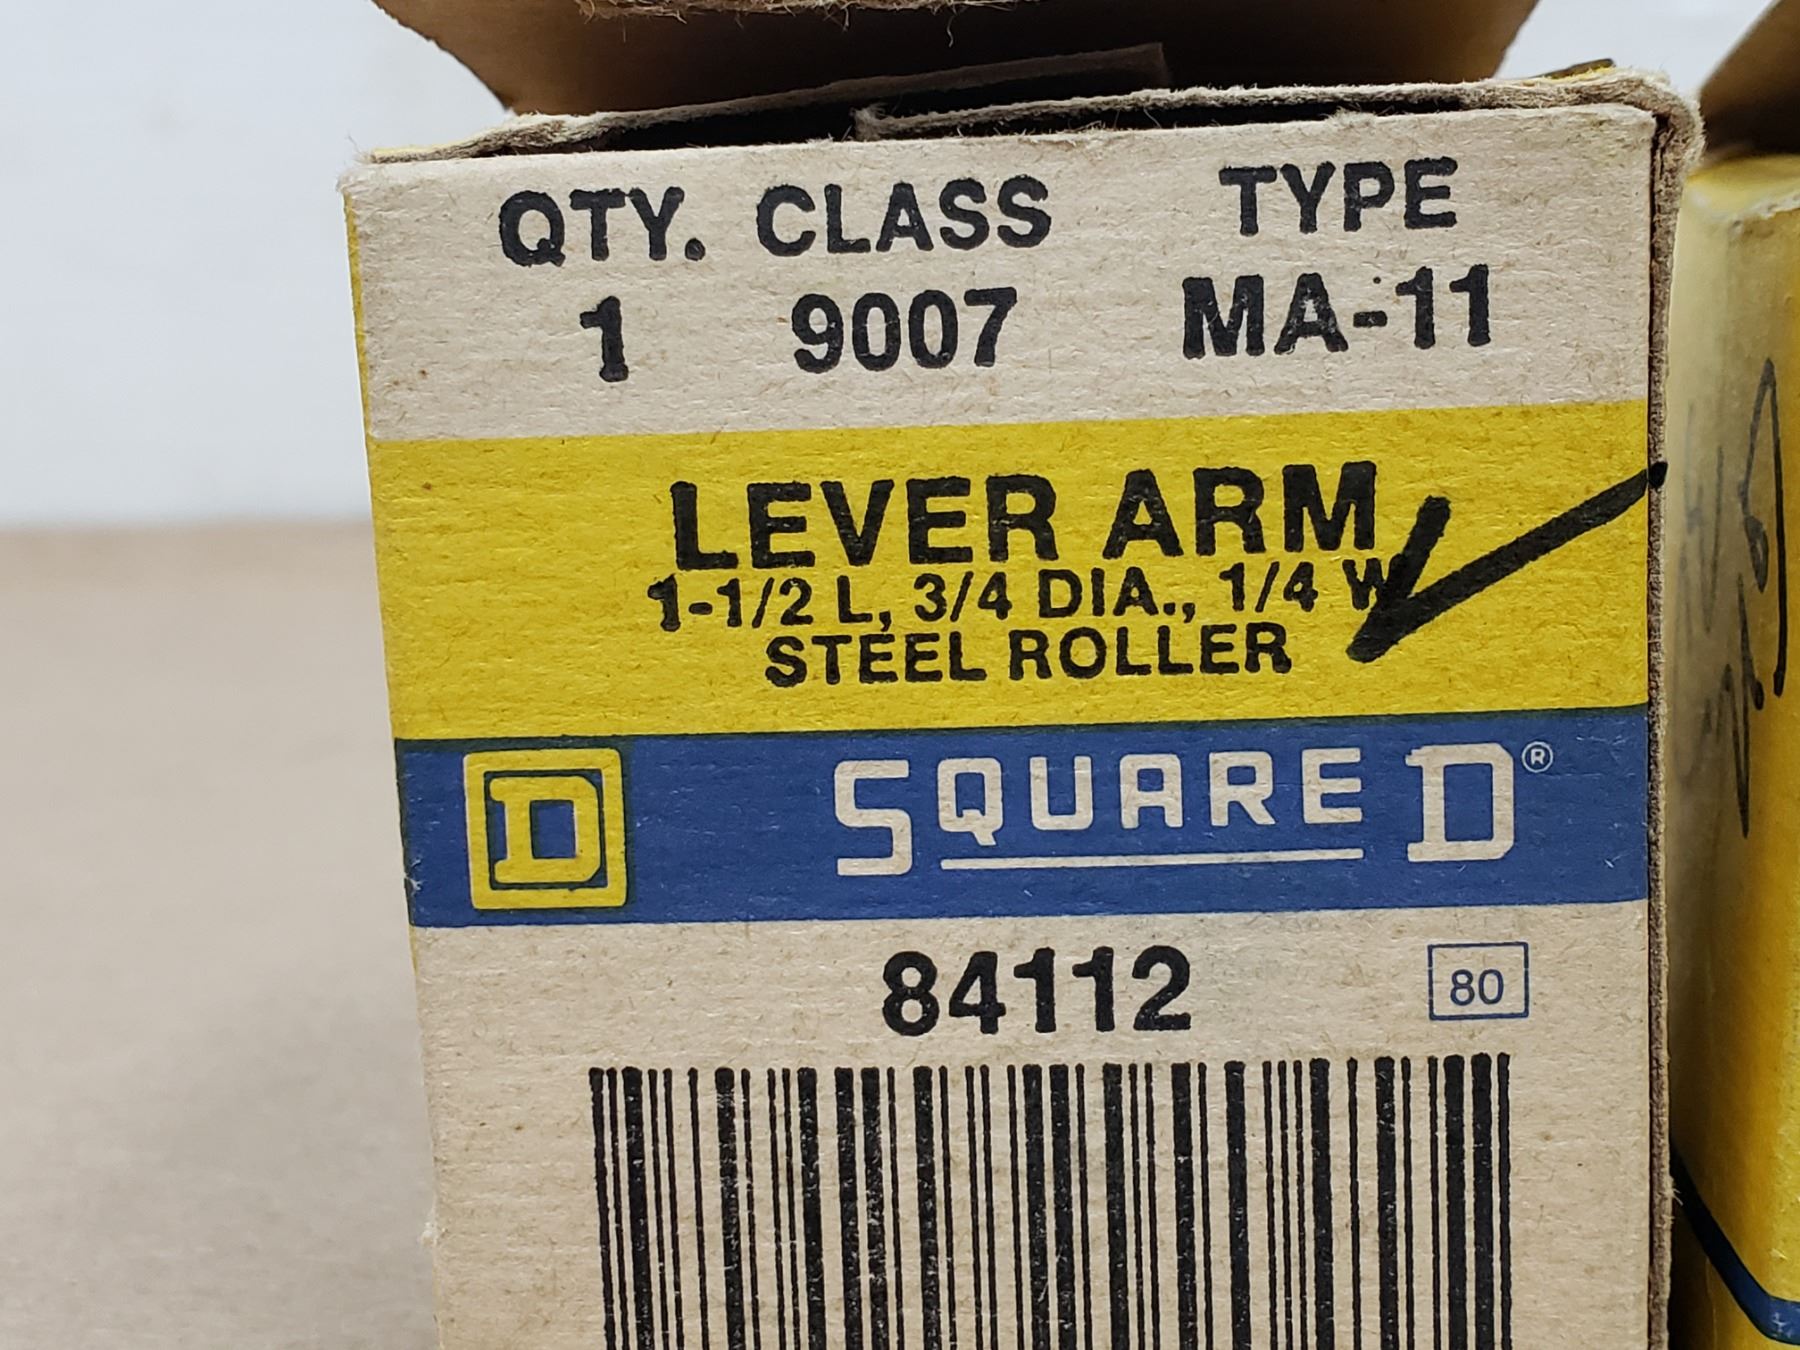 QTY. CLASS TYPE
1 9007 MA-11
LEVER ARM
1-1/2 L, 3/4 DIA., 1/4 W
STEEL ROLLER
D SQUARE D®
84112 80